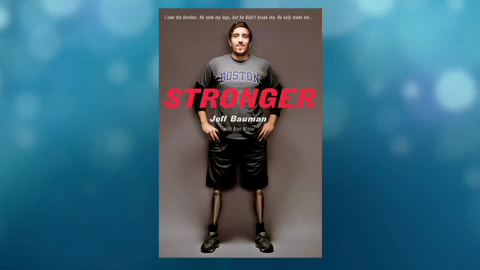 I saw the bomber. He took my legs, but he didn't break me. He only made me...
BOSTON
STRONGER
Jeff Bauman
with Bret Witter